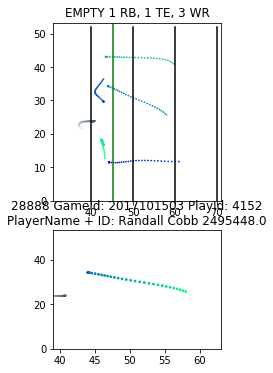 EMPTY 1 RB, 1 TE, 3 WR
50
40
30
20
10
0
40 50 60 70
28888 GameId: 2017101503 PlayId: 4152
PlayerName + ID: Randall Cobb 2495448.0
40
20
0
40 45 50 55 60